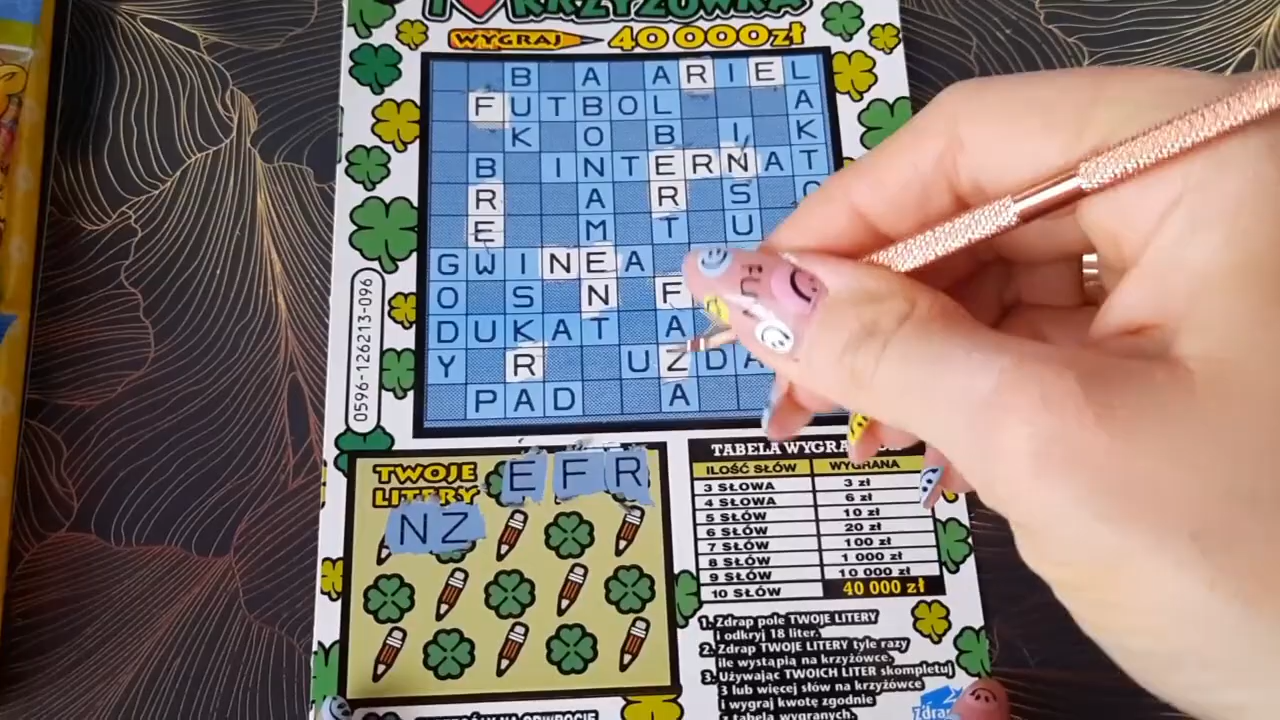 I KRZYŻÓWKA
WYGRAJ 40 000 zł
B A A R I E L
F U T B O L L A
K O B I K
B I N T E R N A T
R A R S
E M T U
G W I N E A
O S N F
D U K A T A
Y R U Z D A
P A D A
0596-126213-096
TWOJE
LITERY
E F R
N Z
TABELA WYGRA
ILOŚĆ SŁÓW WYGRANA
3 SŁOWA 3 zł
4 SŁOWA 6 zł
5 SŁÓW 10 zł
6 SŁÓW 20 zł
7 SŁÓW 100 zł
8 SŁÓW 1 000 zł
9 SŁÓW 10 000 zł
10 SŁÓW 40 000 zł
1. Zdrap pole TWOJE LITERY
i odkryj 18 liter.
2. Zdrap TWOJE LITERY tyle razy
ile wystąpią na krzyżówce.
3. Używając TWOICH LITER skompletuj
3 lub więcej słów na krzyżówce
i wygraj kwotę zgodnie
z tabelą wygranych.